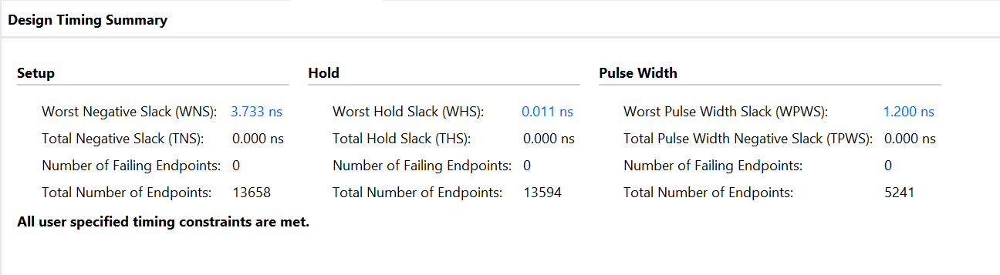 Design Timing Summary
Setup Hold Pulse Width
Worst Negative Slack (WNS): 3.733 ns Worst Hold Slack (WHS): 0.011 ns Worst Pulse Width Slack (WPWS): 1.200 ns
Total Negative Slack (TNS): 0.000 ns Total Hold Slack (THS): 0.000 ns Total Pulse Width Negative Slack (TPWS): 0.000 ns
Number of Failing Endpoints: 0 Number of Failing Endpoints: 0 Number of Failing Endpoints: 0
Total Number of Endpoints: 13658 Total Number of Endpoints: 13594 Total Number of Endpoints: 5241
All user specified timing constraints are met.